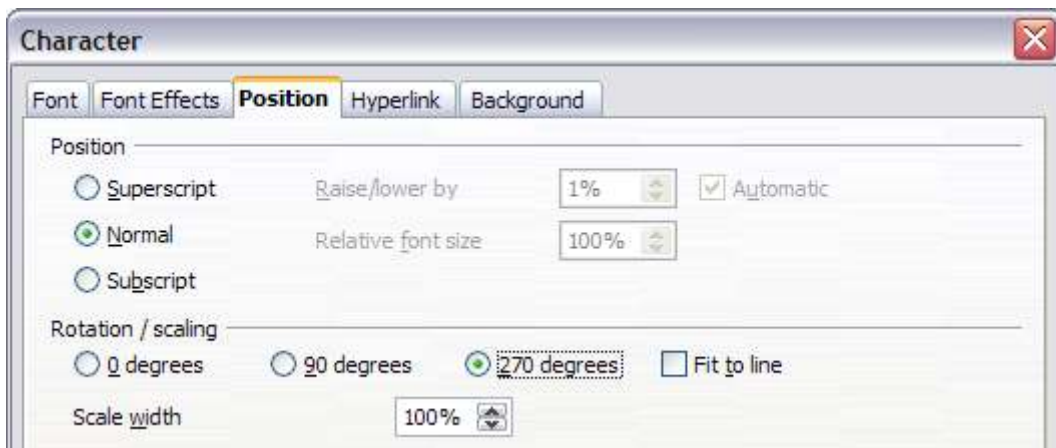 Character
Font Font Effects Position Hyperlink Background
Position
Superscript Raise/lower by 1% Automatic
Normal Relative font size 100%
Subscript
Rotation / scaling
0 degrees 90 degrees 270 degrees Fit to line
Scale width 100%